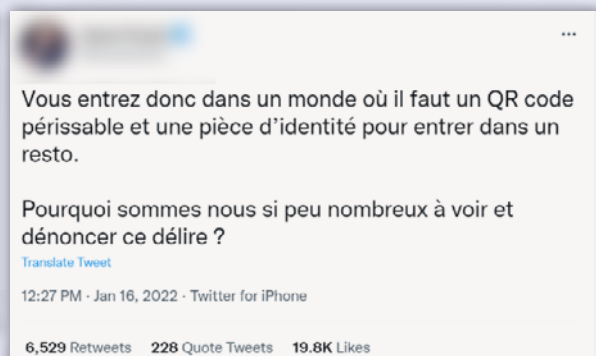 Vous entrez donc dans un monde où il faut un QR code
périssable et une pièce d'identité pour entrer dans un
resto.
Pourquoi sommes nous si peu nombreux à voir et
dénoncer ce délire ?
Translate Tweet
12:27 PM · Jan 16, 2022 · Twitter for iPhone
6,529 Retweets 228 Quote Tweets 19.8K Likes